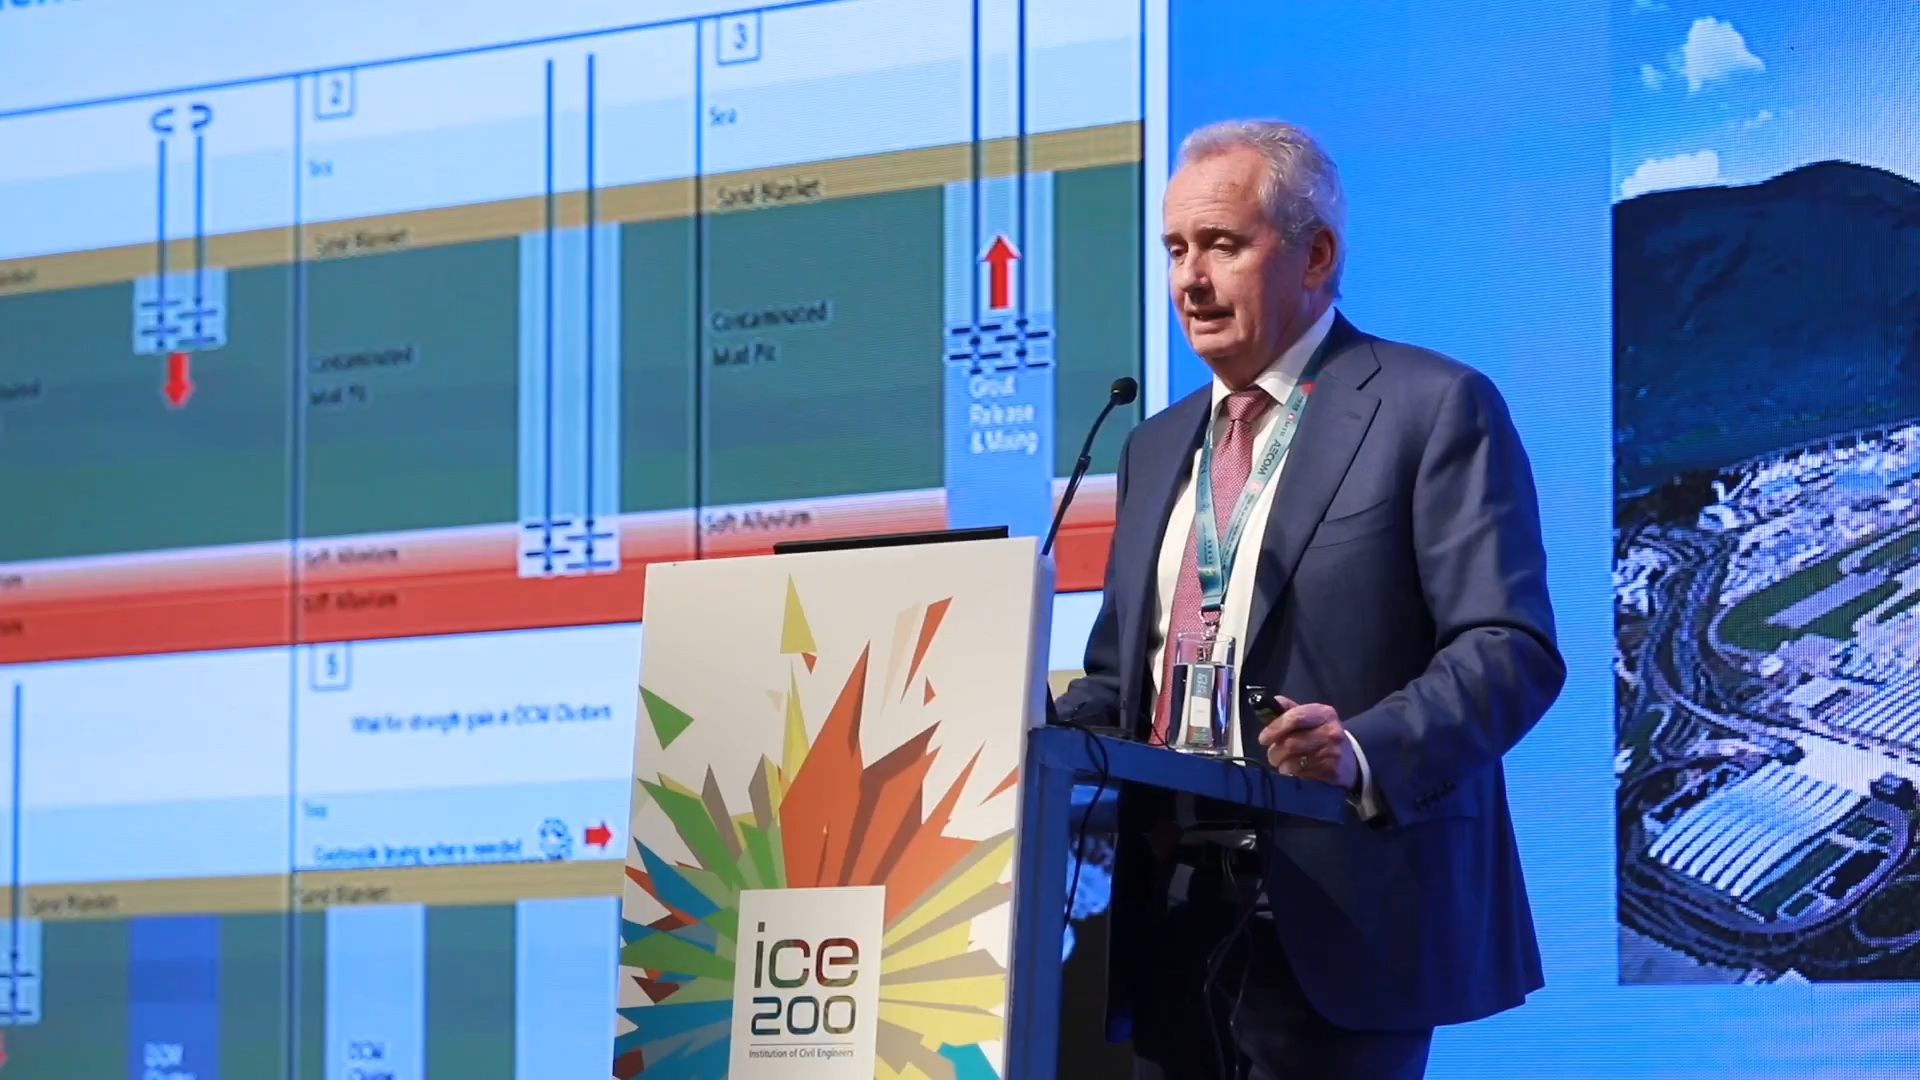 2
3
Sea
Sea
Sand Blanket
Sand Blanket
Contaminated
Mud Pit
Contaminated
Mud Pit
Grout
Release
& Mixing
Soft Alluvium
Soft Alluvium
Stiff Alluvium
5
Wait for strength gain in DCM Clusters
Sea
Geotextile laying where needed
Sand Blanket
Sand Blanket
DCM
DCM
AECOM
ice
200
Institution of Civil Engineers